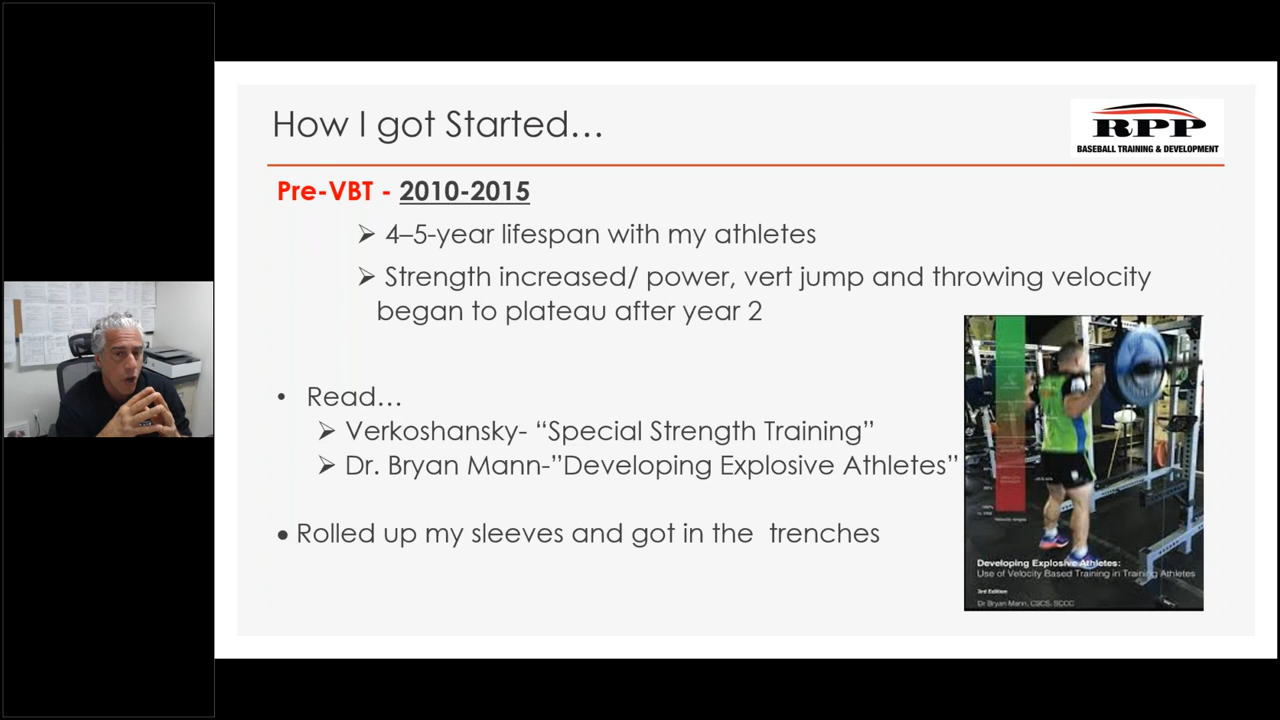 How I got Started…
RPP
BASEBALL TRAINING & DEVELOPMENT
Pre-VBT - 2010-2015
➢ 4–5-year lifespan with my athletes
➢ Strength increased/ power, vert jump and throwing velocity
began to plateau after year 2
• Read…
➢ Verkoshansky- “Special Strength Training”
➢ Dr. Bryan Mann-”Developing Explosive Athletes”
● Rolled up my sleeves and got in the trenches
Developing Explosive Athletes:
Use of Velocity Based Training in Training Athletes
3rd Edition
Dr Bryan Mann, CSCS, SCCC